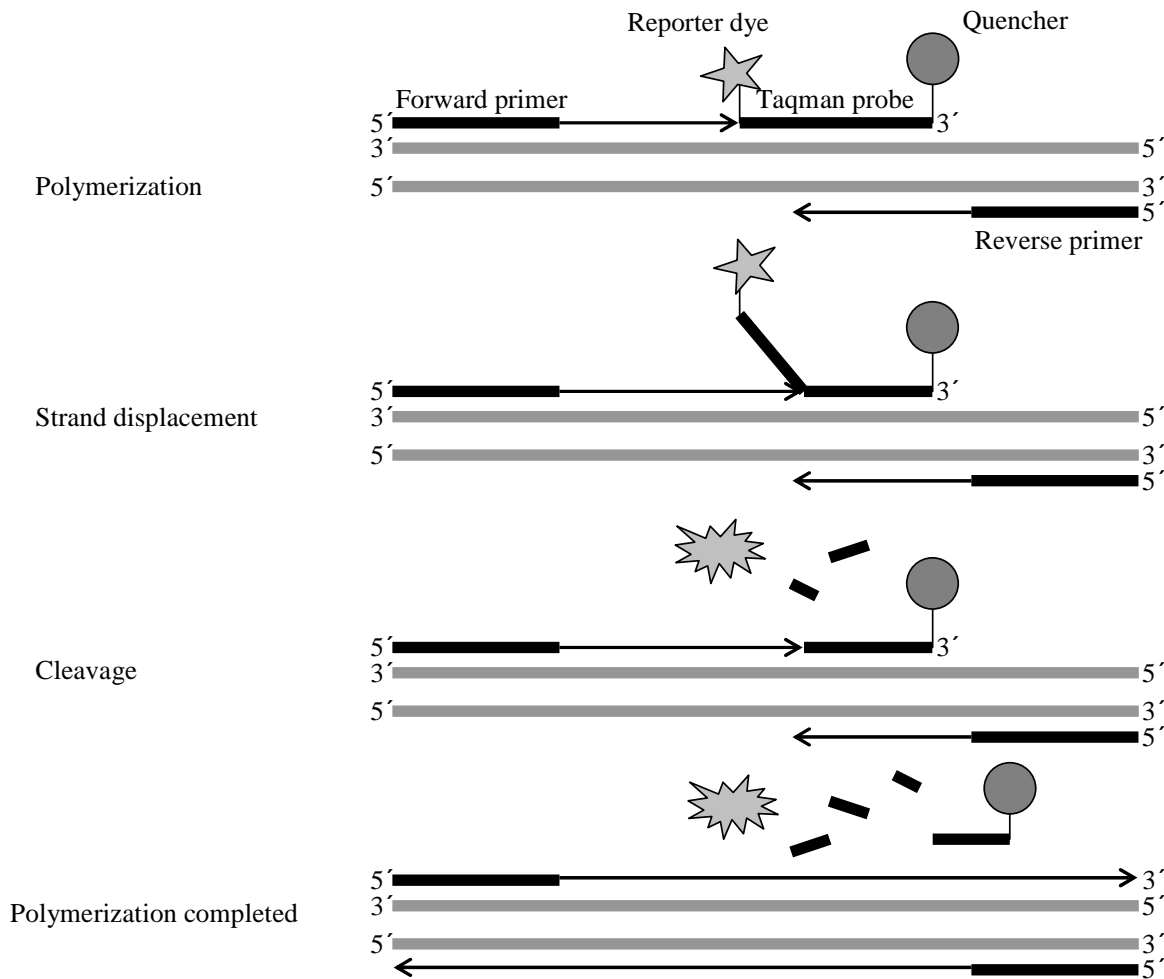 Reporter dye
Quencher
Forward primer
Taqman probe
5´ 3´
3´ 5´
Polymerization
5´ 3´
5´
Reverse primer
5´ 3´
3´ 5´
Strand displacement
5´ 3´
5´
5´ 3´
3´ 5´
Cleavage
5´ 3´
5´
5´ 3´
3´ 5´
Polymerization completed
5´ 3´
5´